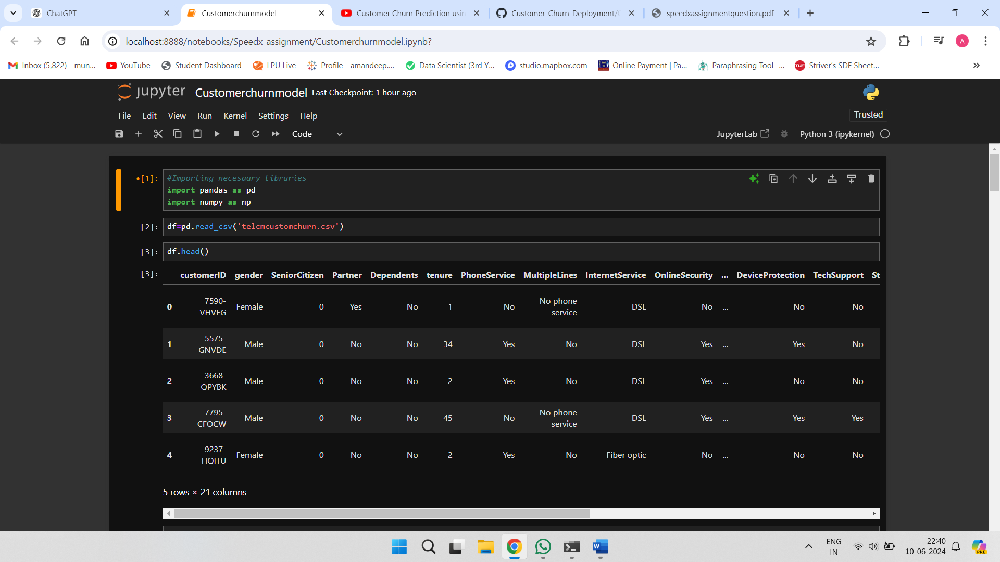 ChatGPT
Customerchurnmodel
Customer Churn Prediction usin
Customer_Churn-Deployment/C
speedxassignmentquestion.pdf
localhost:8888/notebooks/Speedx_assignment/Customerchurnmodel.ipynb?
A
Inbox (5,822) - mun...
YouTube
Student Dashboard
LPU Live
Profile - amandeep....
Data Scientist (3rd Y...
studio.mapbox.com
Online Payment | Pa...
Paraphrasing Tool -...
TUF
Striver's SDE Sheet...
jupyter Customerchurnmodel Last Checkpoint: 1 hour ago
File Edit View Run Kernel Settings Help
Trusted
Code
JupyterLab
Python 3 (ipykernel)
•[1]: #Importing necesaary libraries
import pandas as pd
import numpy as np
[2]: df=pd.read_csv('telcmcustomchurn.csv')
[3]: df.head()
[3]: customerID gender SeniorCitizen Partner Dependents tenure PhoneService MultipleLines InternetService OnlineSecurity ... DeviceProtection TechSupport St
0 7590-VHVEG Female 0 Yes No 1 No No phone service DSL No ... No No
1 5575-GNVDE Male 0 No No 34 Yes No DSL Yes ... Yes No
2 3668-QPYBK Male 0 No No 2 Yes No DSL Yes ... No No
3 7795-CFOCW Male 0 No No 45 No No phone service DSL Yes ... Yes Yes
4 9237-HQITU Female 0 No No 2 Yes No Fiber optic No ... No No
5 rows × 21 columns
W
ENG
IN
22:40
10-06-2024
PRE